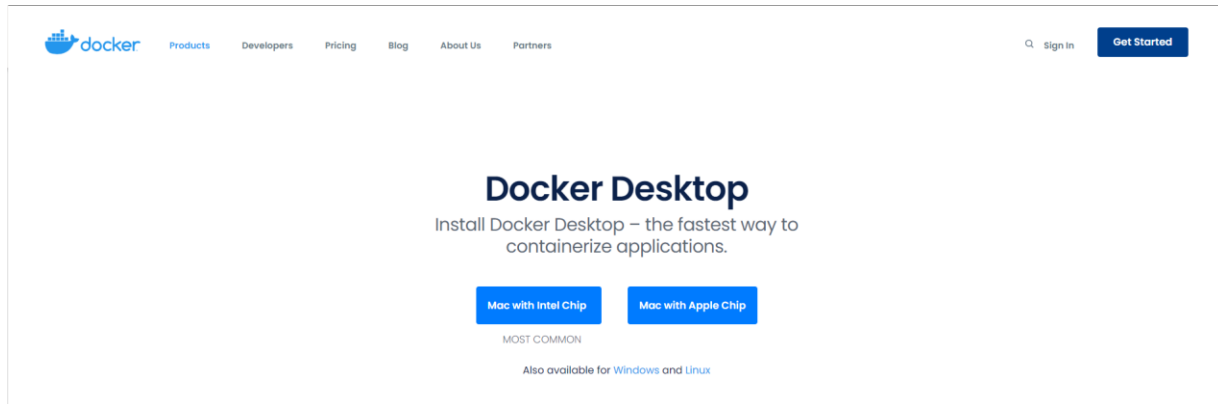 docker Products Developers Pricing Blog About Us Partners Sign In Get Started
Docker Desktop
Install Docker Desktop – the fastest way to
containerize applications.
Mac with Intel Chip Mac with Apple Chip
MOST COMMON
Also available for Windows and Linux